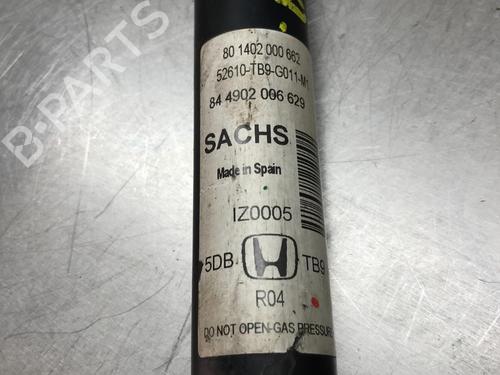 80 1402 000 662
52610-TB9-G011-M1
84 4902 006 629
SACHS
Made in Spain
IZ0005
5DB TB9
R04
DO NOT OPEN-GAS PRESSURE
B-PARTS